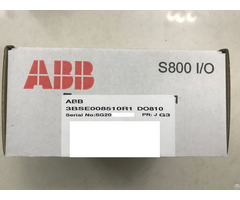 ABB
S800 I/O
ABB
3BSE008510R1 DO810
Serial No:SG20
PR: J G3